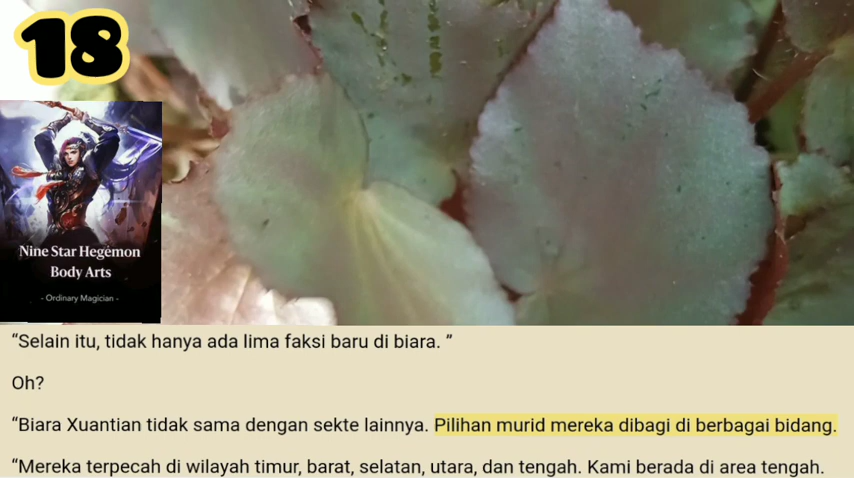 18
Nine Star Hegemon
Body Arts
- Ordinary Magician -
“Selain itu, tidak hanya ada lima faksi baru di biara. ”
Oh?
“Biara Xuantian tidak sama dengan sekte lainnya. Pilihan murid mereka dibagi di berbagai bidang.
“Mereka terpecah di wilayah timur, barat, selatan, utara, dan tengah. Kami berada di area tengah.